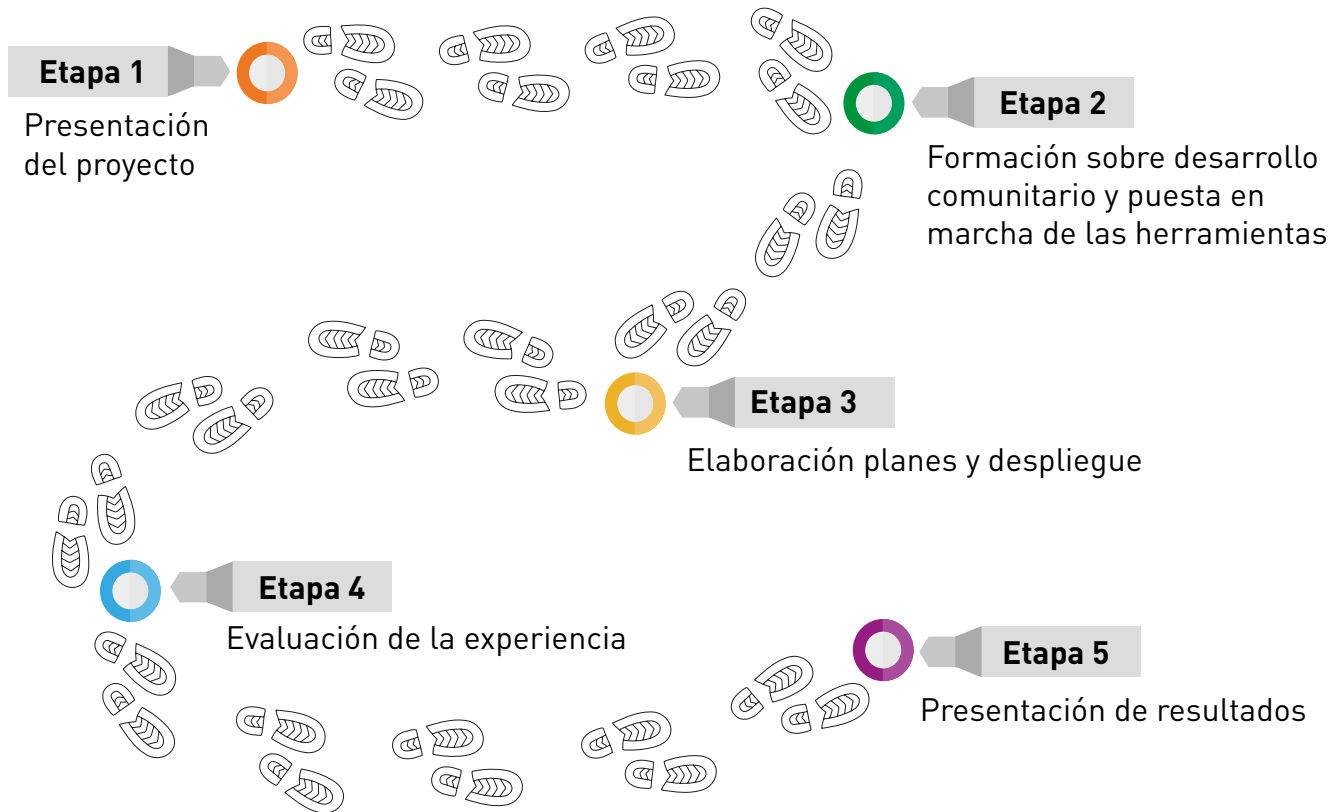 Etapa 1
Presentación
del proyecto
Etapa 2
Formación sobre desarrollo
comunitario y puesta en
marcha de las herramientas
Etapa 3
Elaboración planes y despliegue
Etapa 4
Evaluación de la experiencia
Etapa 5
Presentación de resultados